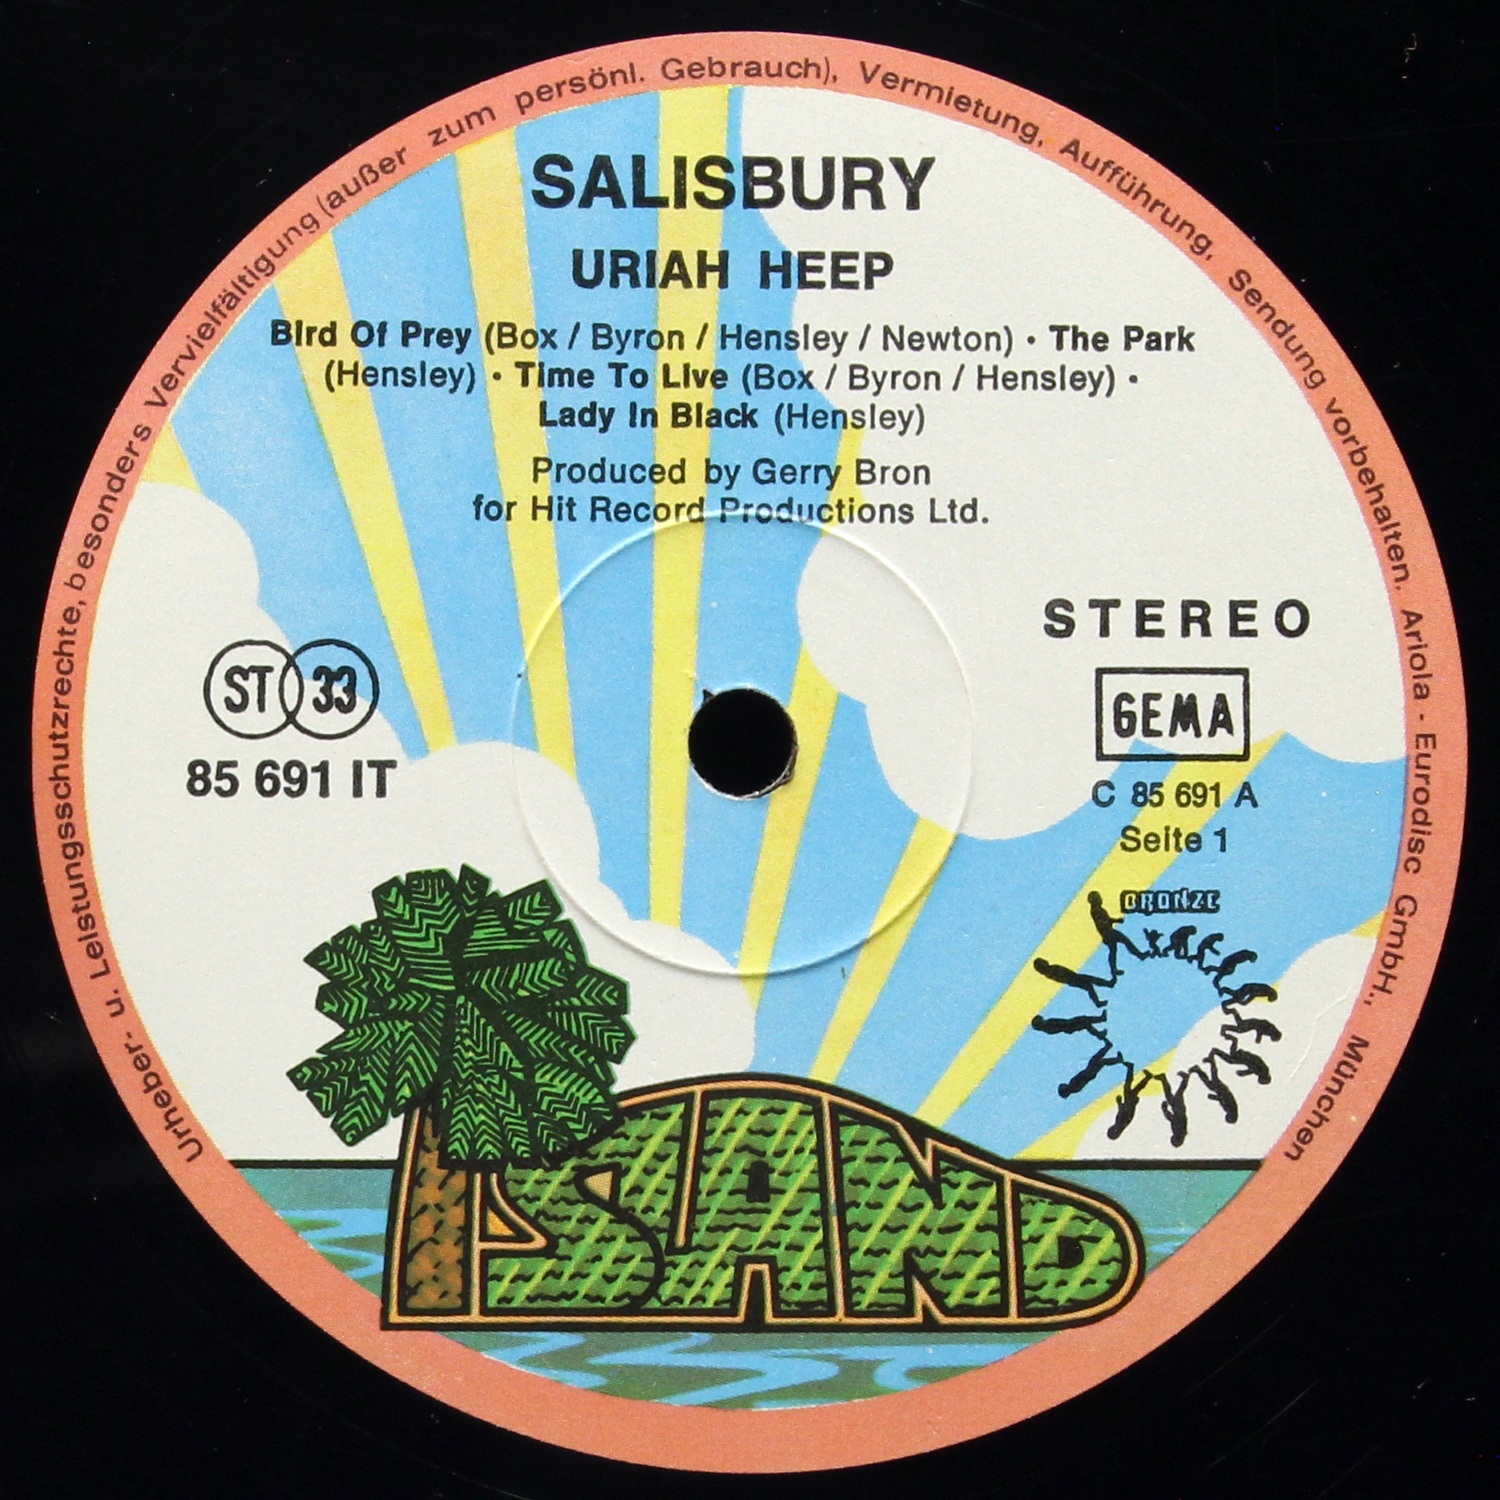 Urheber- u. Leistungsschutzrechte, besonders Vervielfältigung (außer zum persönl. Gebrauch), Vermietung, Aufführung, Sendung vorbehalten. Ariola - Eurodisc GmbH., München
SALISBURY
URIAH HEEP
Bird Of Prey (Box / Byron / Hensley / Newton) · The Park
(Hensley) · Time To Live (Box / Byron / Hensley) ·
Lady In Black (Hensley)
Produced by Gerry Bron
for Hit Record Productions Ltd.
STEREO
ST 33
GEMA
85 691 IT
C 85 691 A
Seite 1
BRONZE
ISLAND